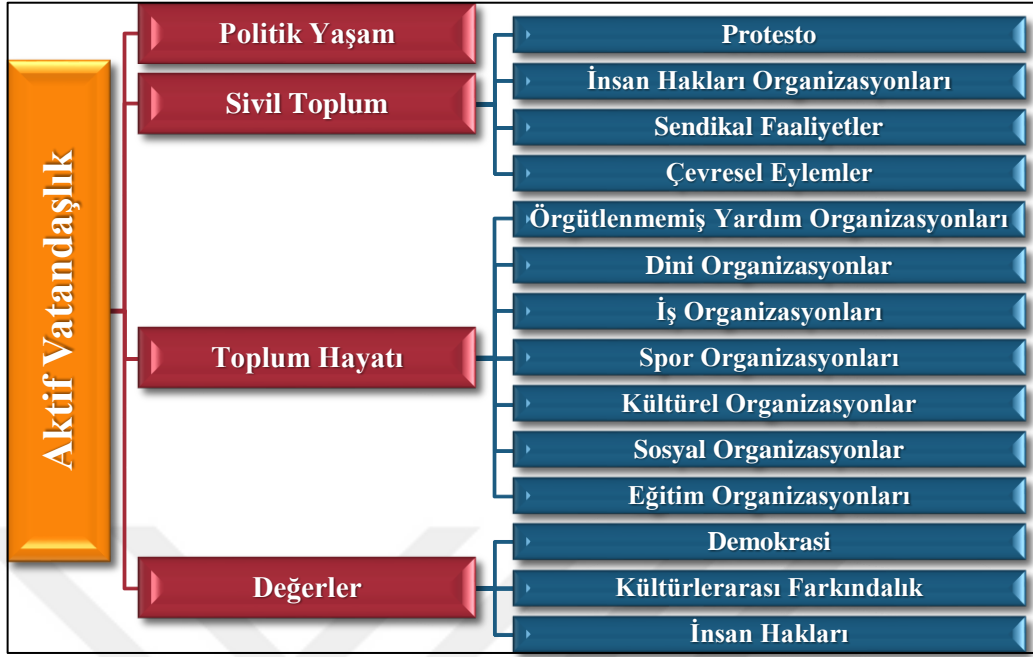 Aktif Vatandaşlık
Politik Yaşam
Sivil Toplum
Protesto
İnsan Hakları Organizasyonları
Sendikal Faaliyetler
Çevresel Eylemler
Toplum Hayatı
Örgütlenmemiş Yardım Organizasyonları
Dini Organizasyonlar
İş Organizasyonları
Spor Organizasyonları
Kültürel Organizasyonlar
Sosyal Organizasyonlar
Eğitim Organizasyonları
Değerler
Demokrasi
Kültürlerarası Farkındalık
İnsan Hakları